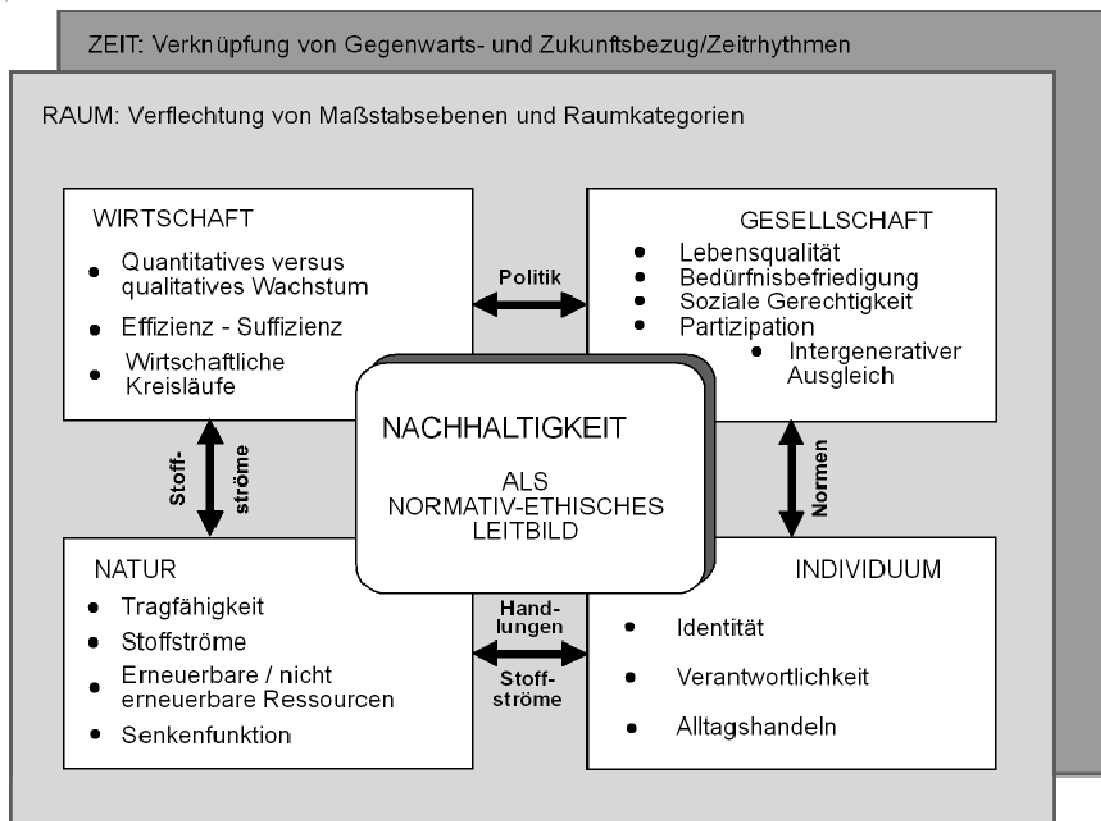 ZEIT: Verknüpfung von Gegenwarts- und Zukunftsbezug/Zeitrhythmen
RAUM: Verflechtung von Maßstabsebenen und Raumkategorien
WIRTSCHAFT
• Quantitatives versus
qualitatives Wachstum
• Effizienz - Suffizienz
• Wirtschaftliche
Kreisläufe
Politik
GESELLSCHAFT
• Lebensqualität
• Bedürfnisbefriedigung
• Soziale Gerechtigkeit
• Partizipation
• Intergenerativer
Ausgleich
Stoff-
ströme
NACHHALTIGKEIT
ALS
NORMATIV-ETHISCHES
LEITBILD
Normen
NATUR
• Tragfähigkeit
• Stoffströme
• Erneuerbare / nicht
erneuerbare Ressourcen
• Senkenfunktion
Hand-
lungen
Stoff-
ströme
INDIVIDUUM
• Identität
• Verantwortlichkeit
• Alltagshandeln